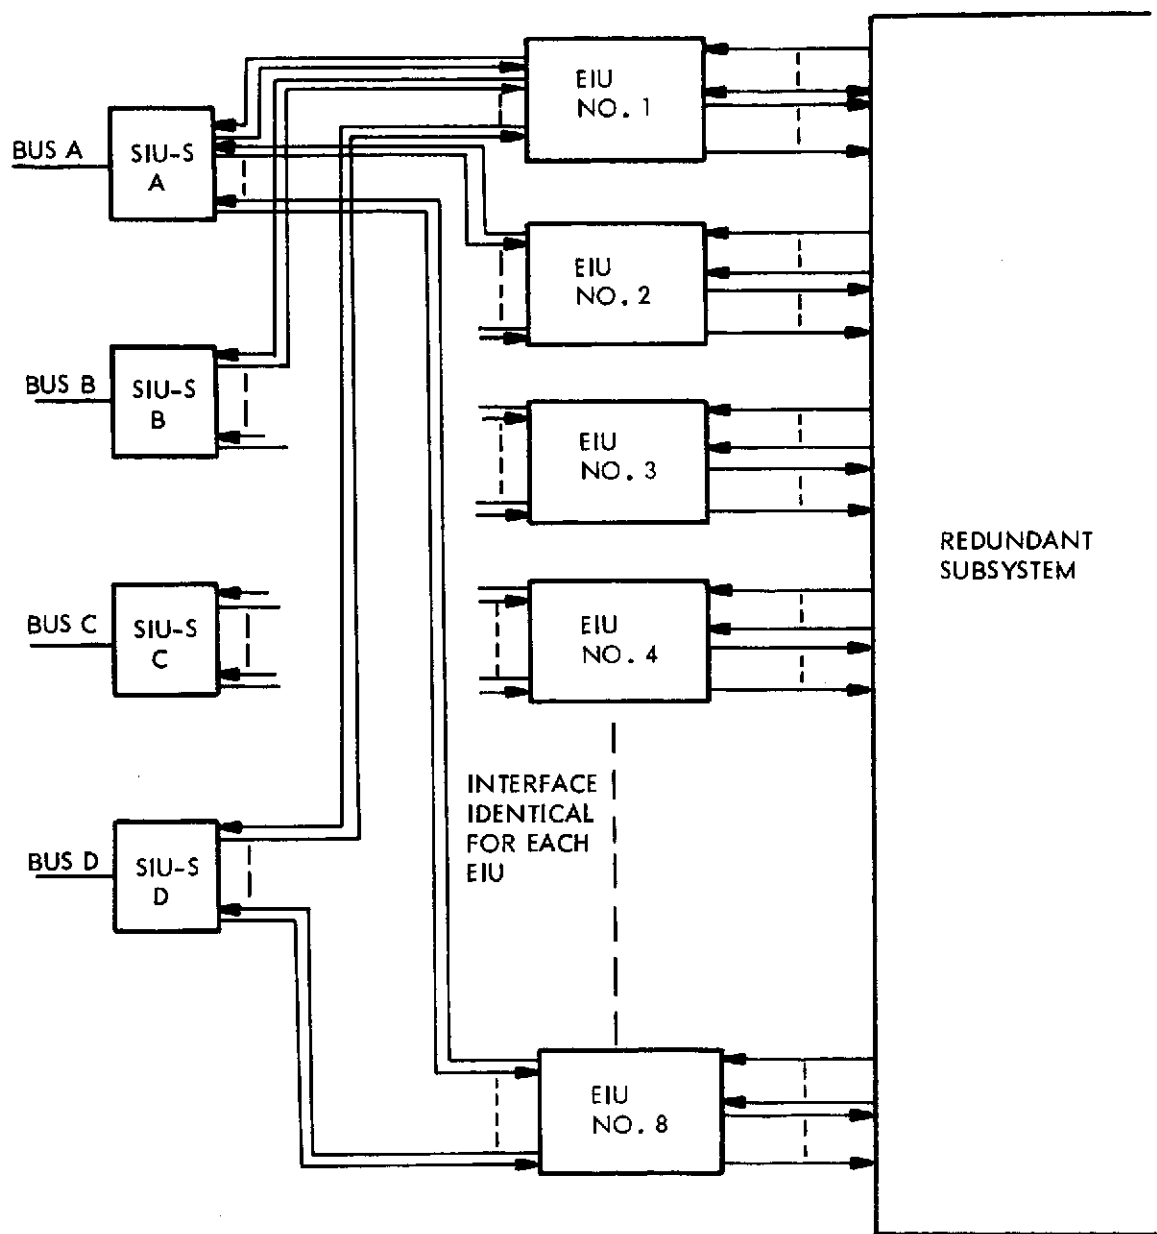 EIU
NO. 1
BUS A
SIU-S
A
EIU
NO. 2
BUS B
SIU-S
B
EIU
NO. 3
REDUNDANT
SUBSYSTEM
BUS C
SIU-S
C
EIU
NO. 4
INTERFACE
IDENTICAL
FOR EACH
EIU
BUS D
SIU-S
D
EIU
NO. 8